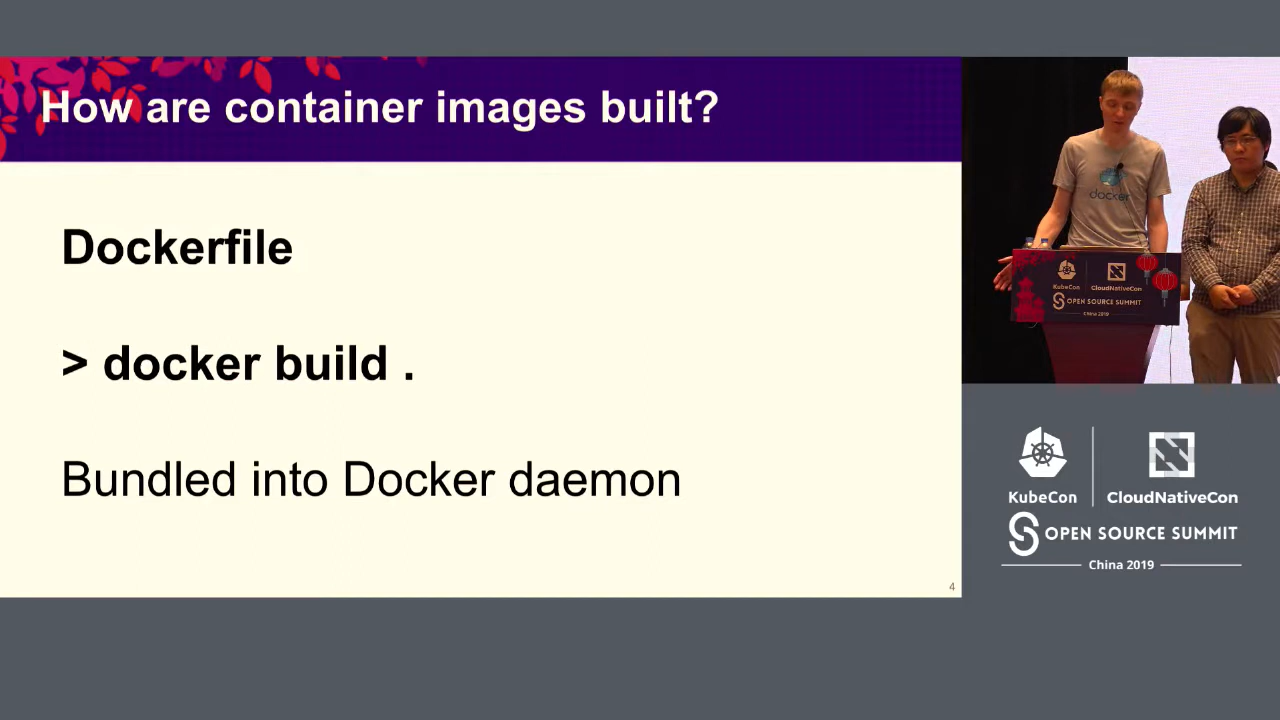 How are container images built?
Dockerfile
> docker build .
Bundled into Docker daemon
4
docker
KubeCon
CloudNativeCon
OPEN SOURCE SUMMIT
China 2019
KubeCon
CloudNativeCon
OPEN SOURCE SUMMIT
China 2019